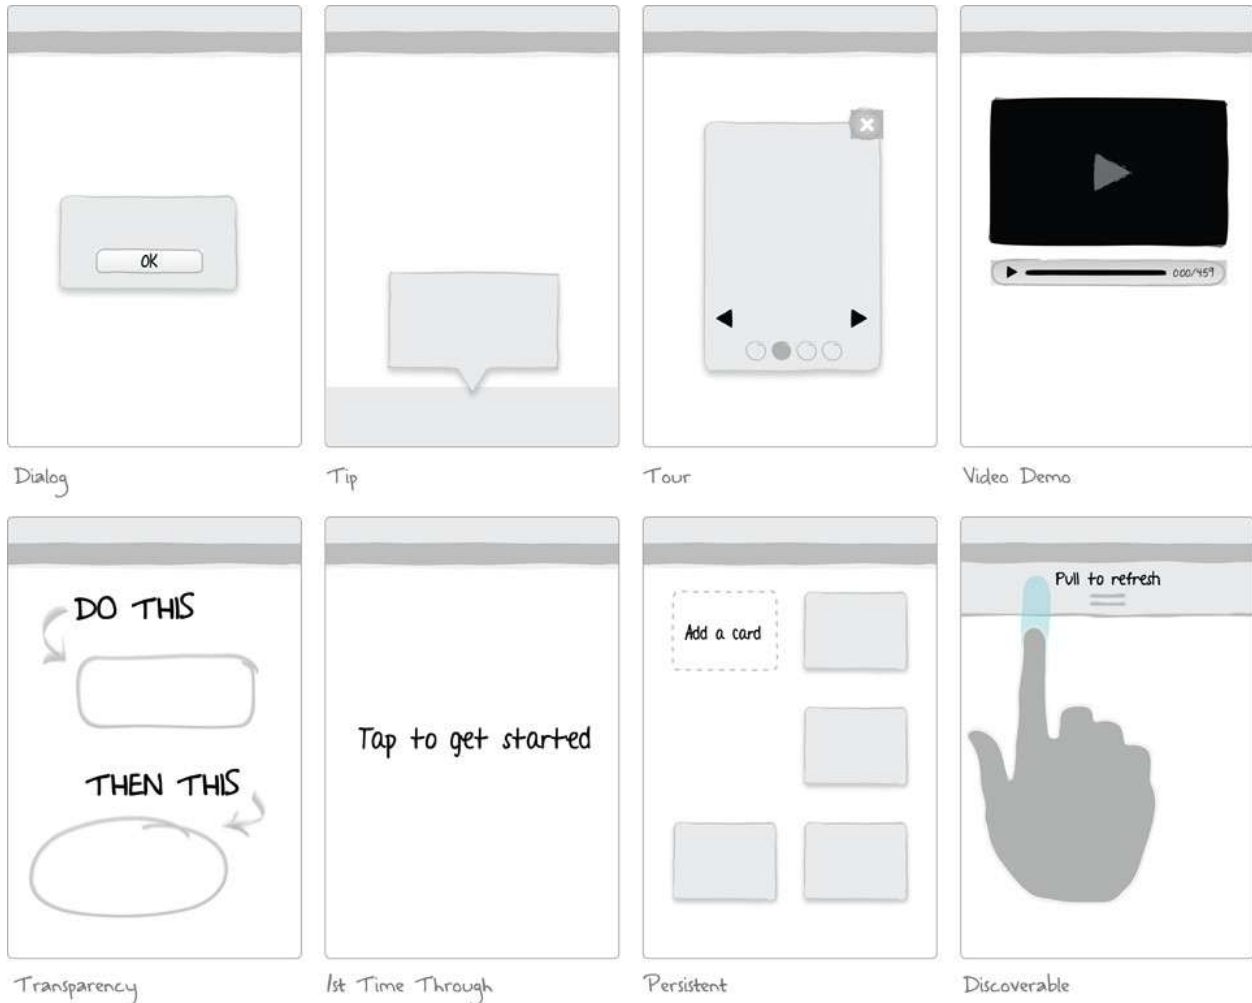 OK
000/459
Dialog
Tip
Tour
Video Demo
DO THIS
THEN THIS
Tap to get started
Add a card
Pull to refresh
Transparency
1st Time Through
Persistent
Discoverable